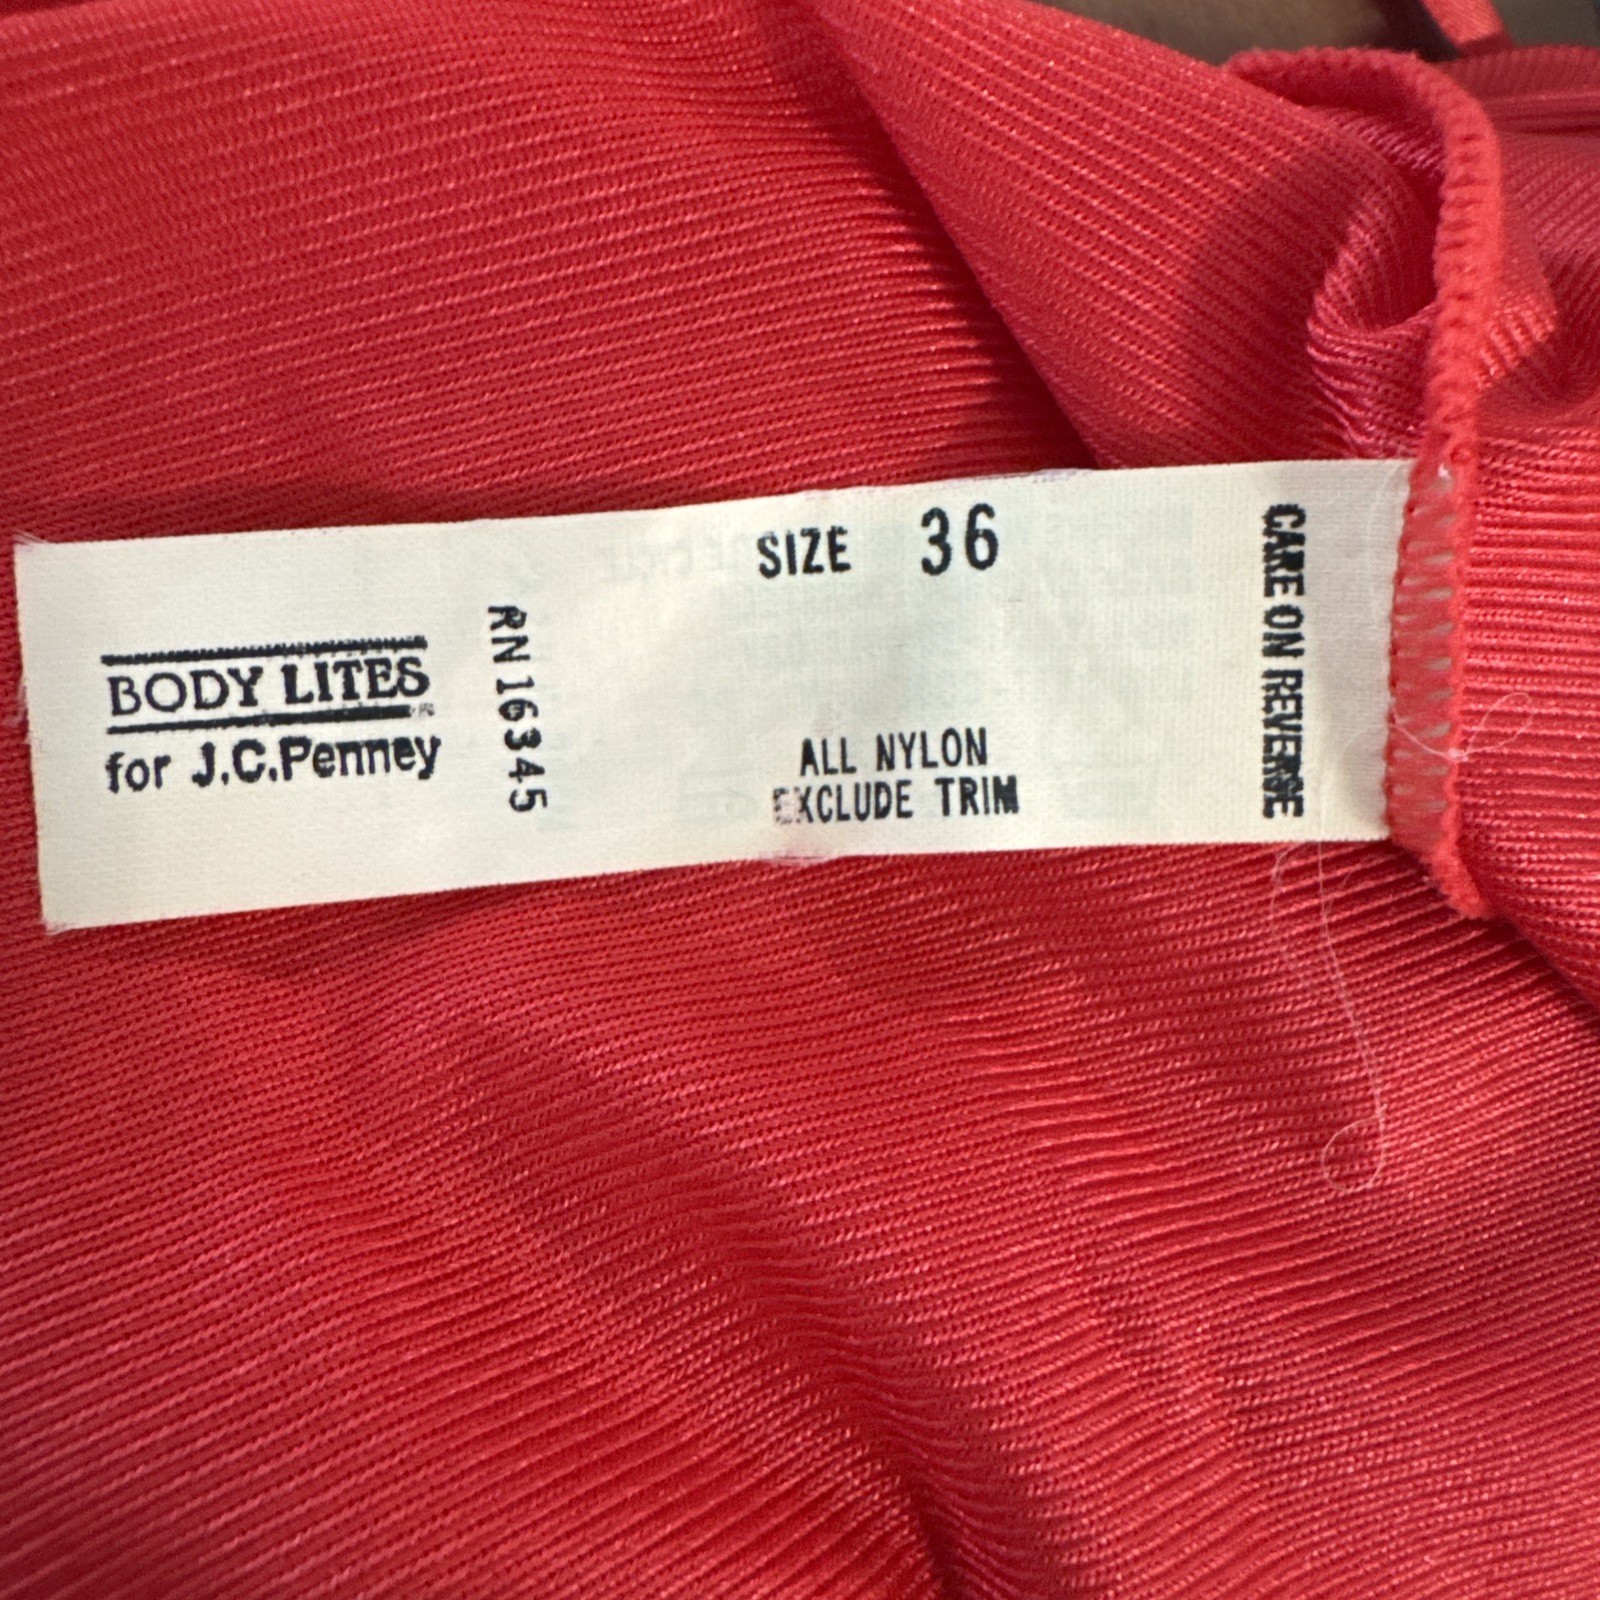 BODY LITES
for J.C.Penney
RN 16345
SIZE 36
ALL NYLON
EXCLUDE TRIM
CARE ON REVERSE